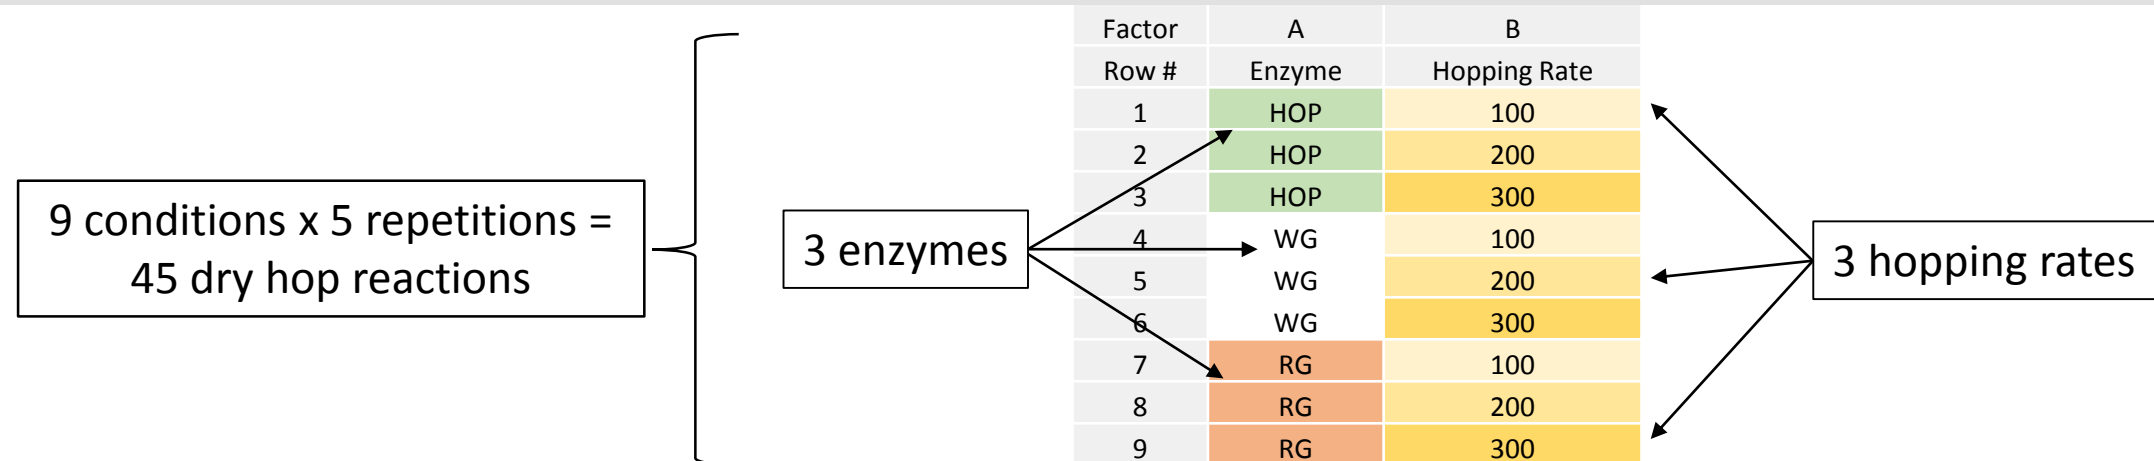 9 conditions x 5 repetitions =
45 dry hop reactions
3 enzymes
Factor A B
Row # Enzyme Hopping Rate
1 HOP 100
2 HOP 200
3 HOP 300
4 WG 100
5 WG 200
6 WG 300
7 RG 100
8 RG 200
9 RG 300
3 hopping rates